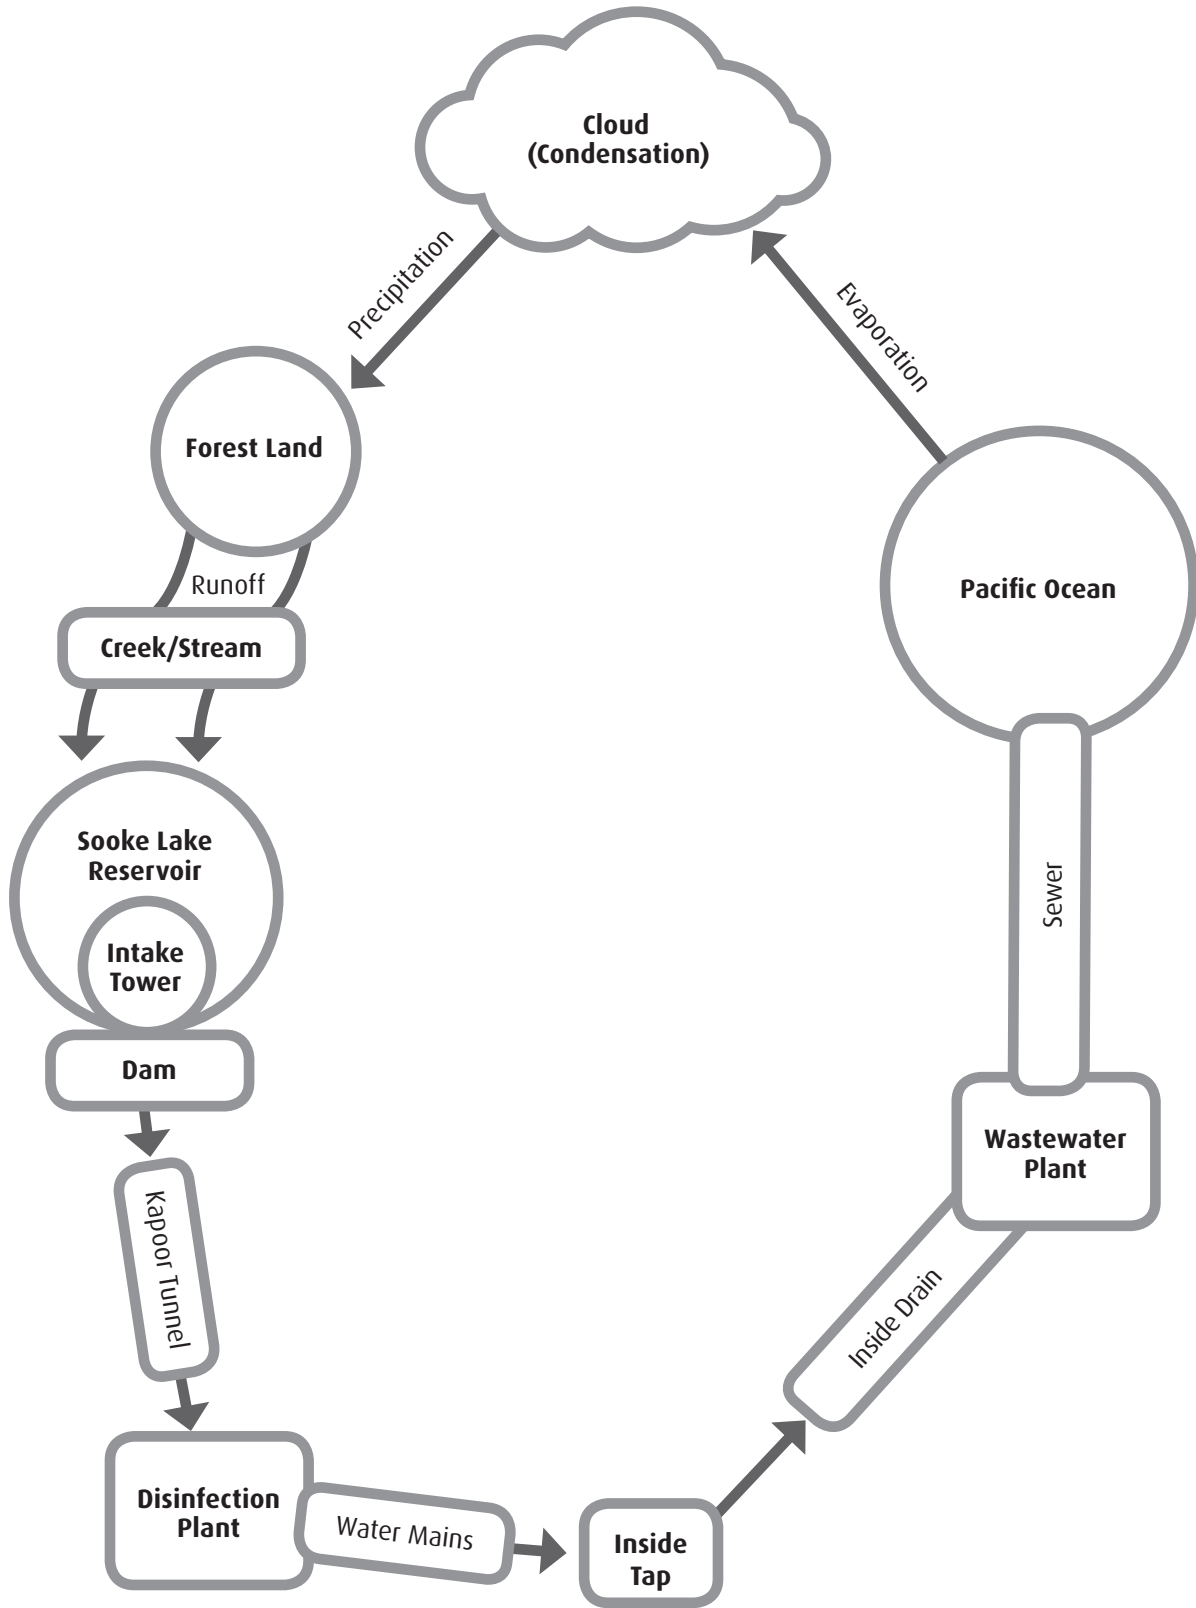 Cloud
(Condensation)
Precipitation
Evaporation
Forest Land
Runoff
Creek/Stream
Pacific Ocean
Sooke Lake
Reservoir
Intake
Tower
Dam
Sewer
Wastewater
Plant
Kapoor Tunnel
Inside Drain
Disinfection
Plant
Water Mains
Inside
Tap